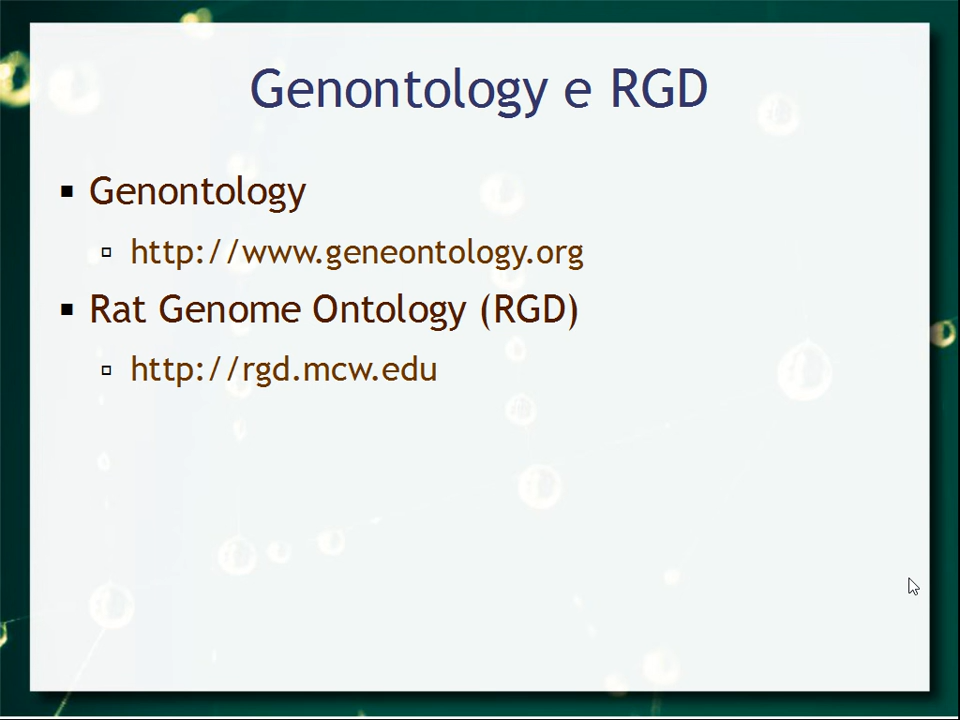 Genontology e RGD
Genontology
http://www.geneontology.org
Rat Genome Ontology (RGD)
http://rgd.mcw.edu